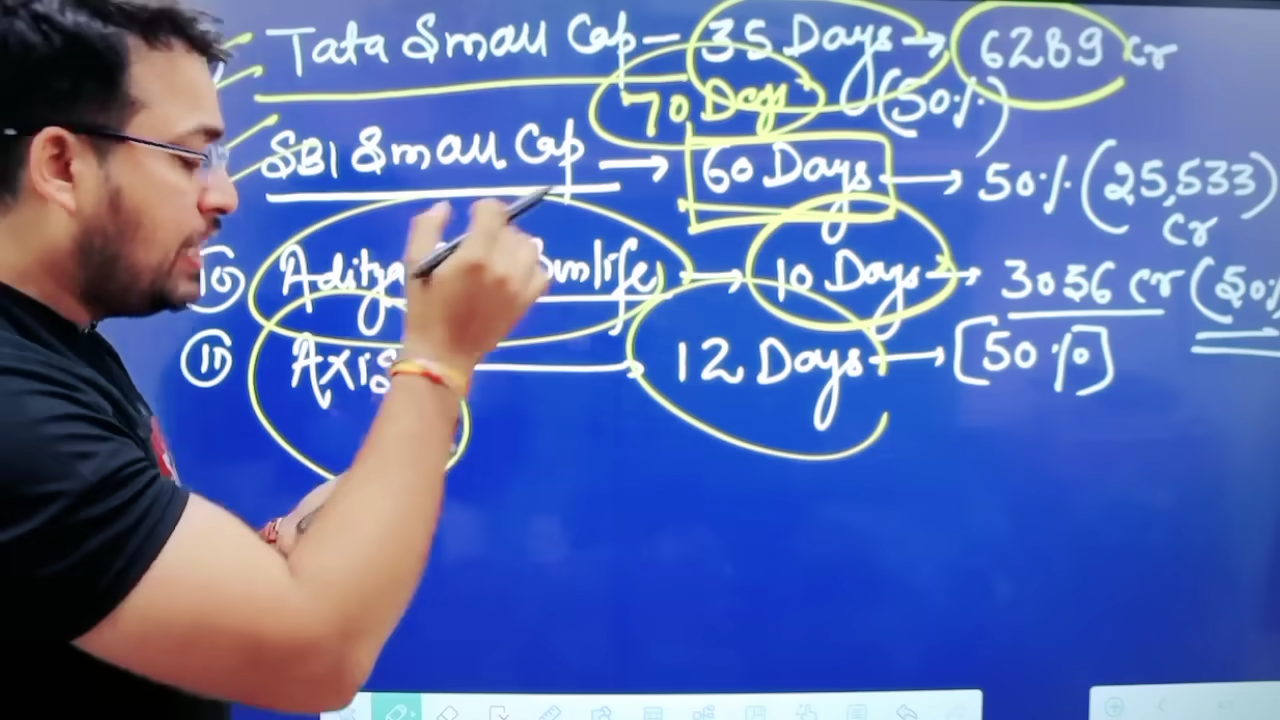 Tata Small Cap - 35 Days → 6289 cr
70 Days (50%)
SBI Small Cap → 60 Days → 50% (25,533) cr
⑩ Aditya Sunlife → 10 Days → 3056 cr (50%
⑪ Axis → 12 Days → [50%]